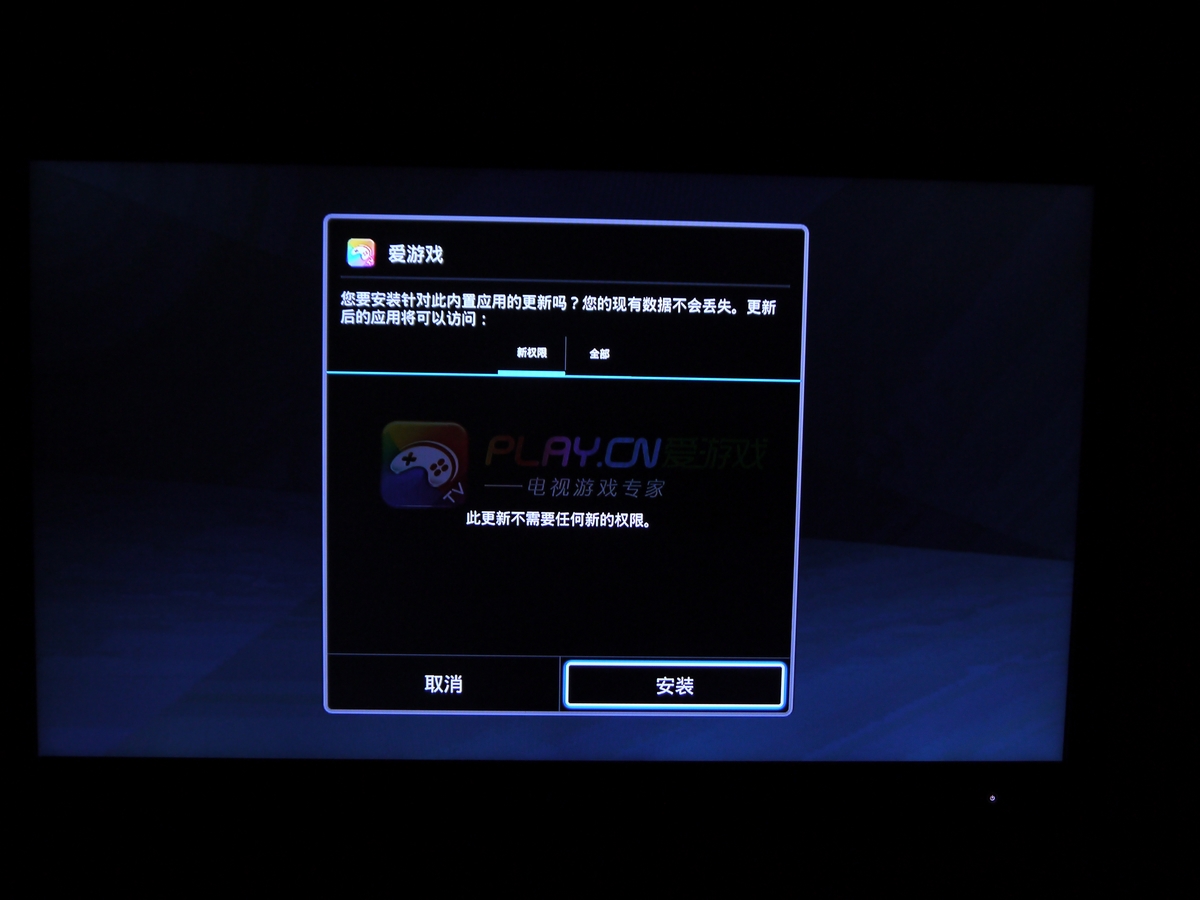 爱游戏
您要安装针对此内置应用的更新吗？您的现有数据不会丢失。更新
后的应用将可以访问：
新权限
全部
PLAY.CN爱游戏
——电视游戏专家
TV
此更新不需要任何新的权限。
取消
安装